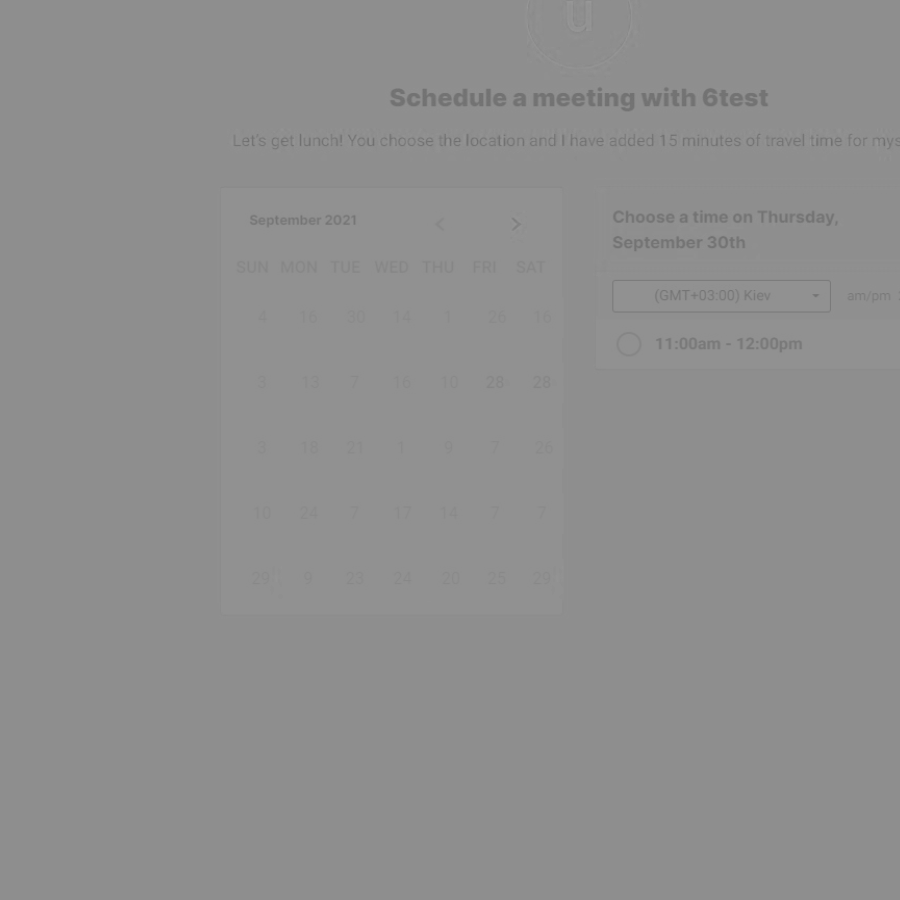 u
Schedule a meeting with 6test
Let's get lunch! You choose the location and I have added 15 minutes of travel time for mys
September 2021
Choose a time on Thursday,
September 30th
SUN MON TUE WED THU FRI SAT
(GMT+03:00) Kiev am/pm
4 16 30 14 1 26 16
11:00am - 12:00pm
3 13 7 16 10 28 28
3 18 21 1 9 7 26
10 24 7 17 14 7 7
29 9 23 24 20 25 29